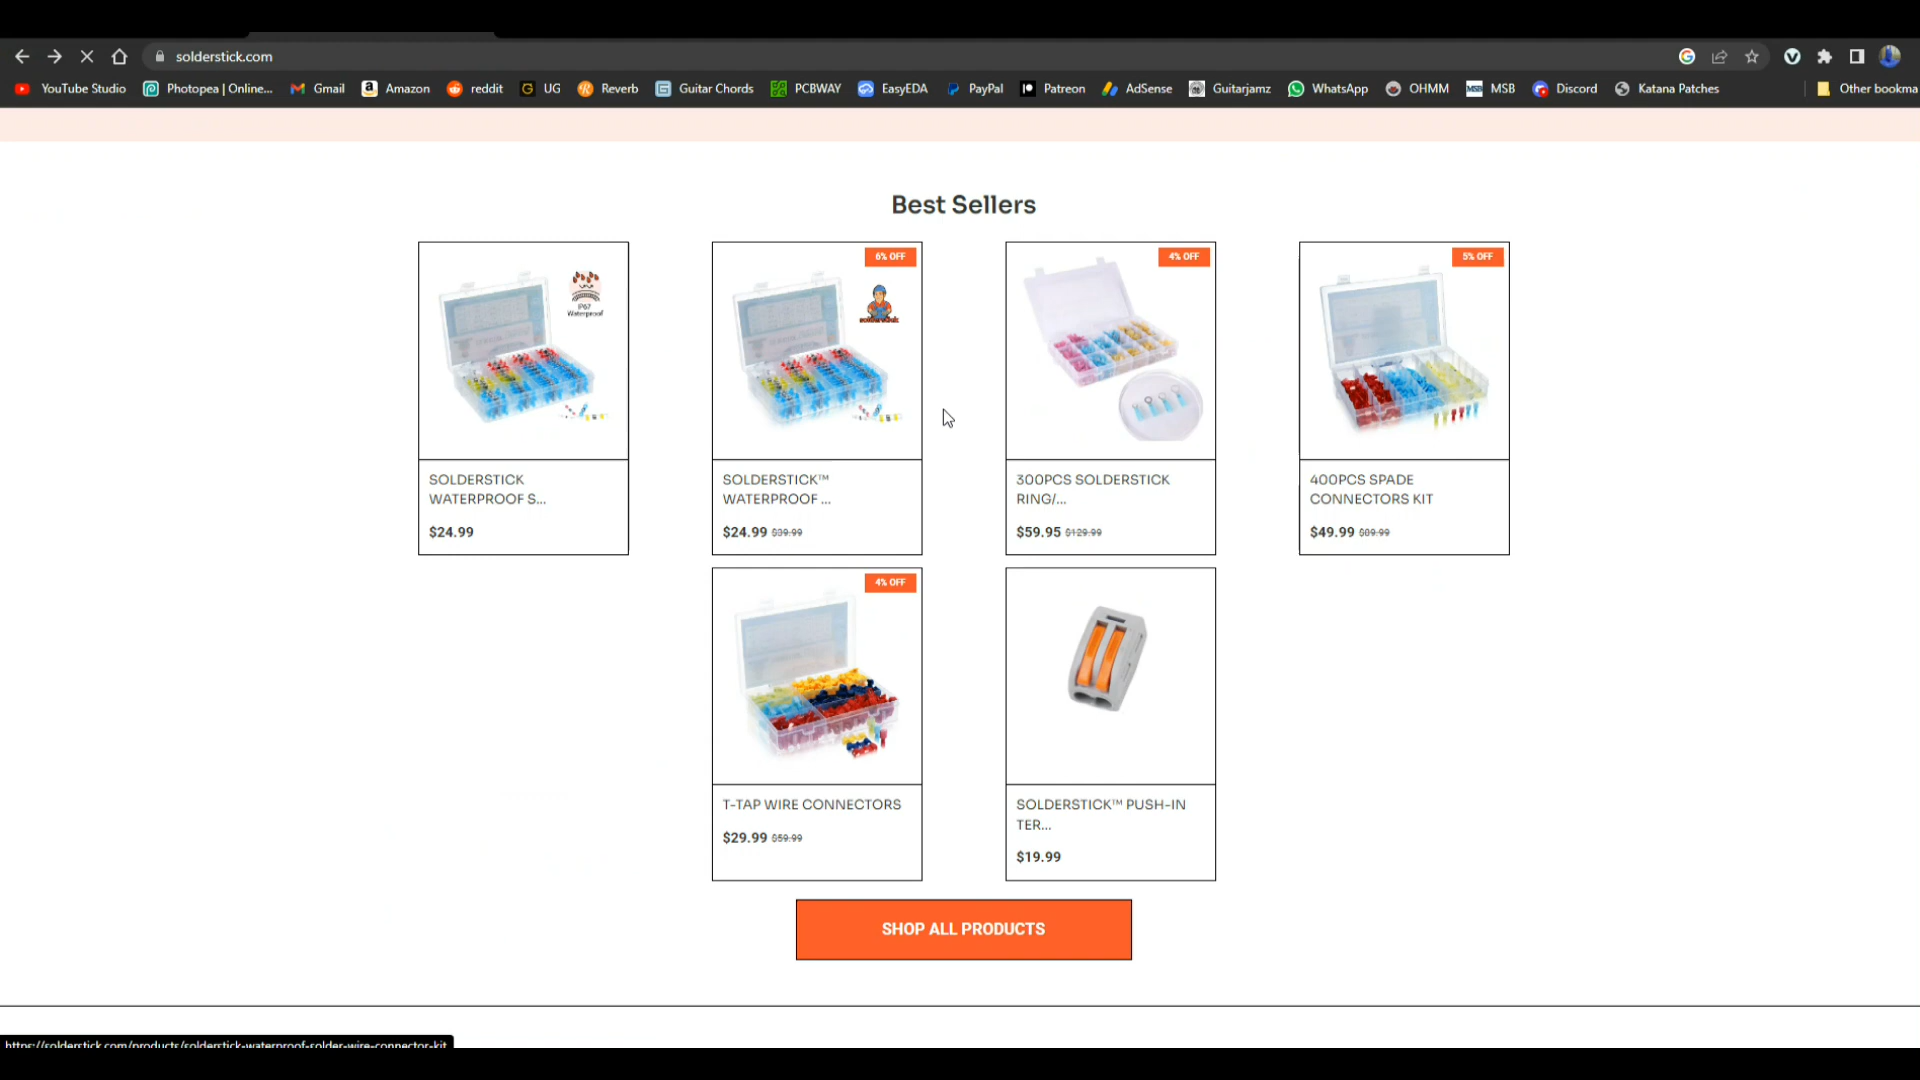 solderstick.com
YouTube Studio Photopea | Online... Gmail Amazon reddit UG Reverb Guitar Chords PCBWAY EasyEDA PayPal Patreon AdSense Guitarjamz WhatsApp OHMM MSB MSB Discord Katana Patches Other bookma
Best Sellers
IP67
Waterproof
6% OFF
solderstick
4% OFF
5% OFF
SOLDERSTICK
WATERPROOF S...
$24.99
SOLDERSTICK™
WATERPROOF ...
$24.99 $39.99
300PCS SOLDERSTICK
RING/...
$59.95 $129.99
400PCS SPADE
CONNECTORS KIT
$49.99 $89.99
4% OFF
T-TAP WIRE CONNECTORS
$29.99 $59.99
SOLDERSTICK™ PUSH-IN
TER...
$19.99
SHOP ALL PRODUCTS
https://solderstick.com/products/solderstick-waterproof-solder-wire-connector-kit